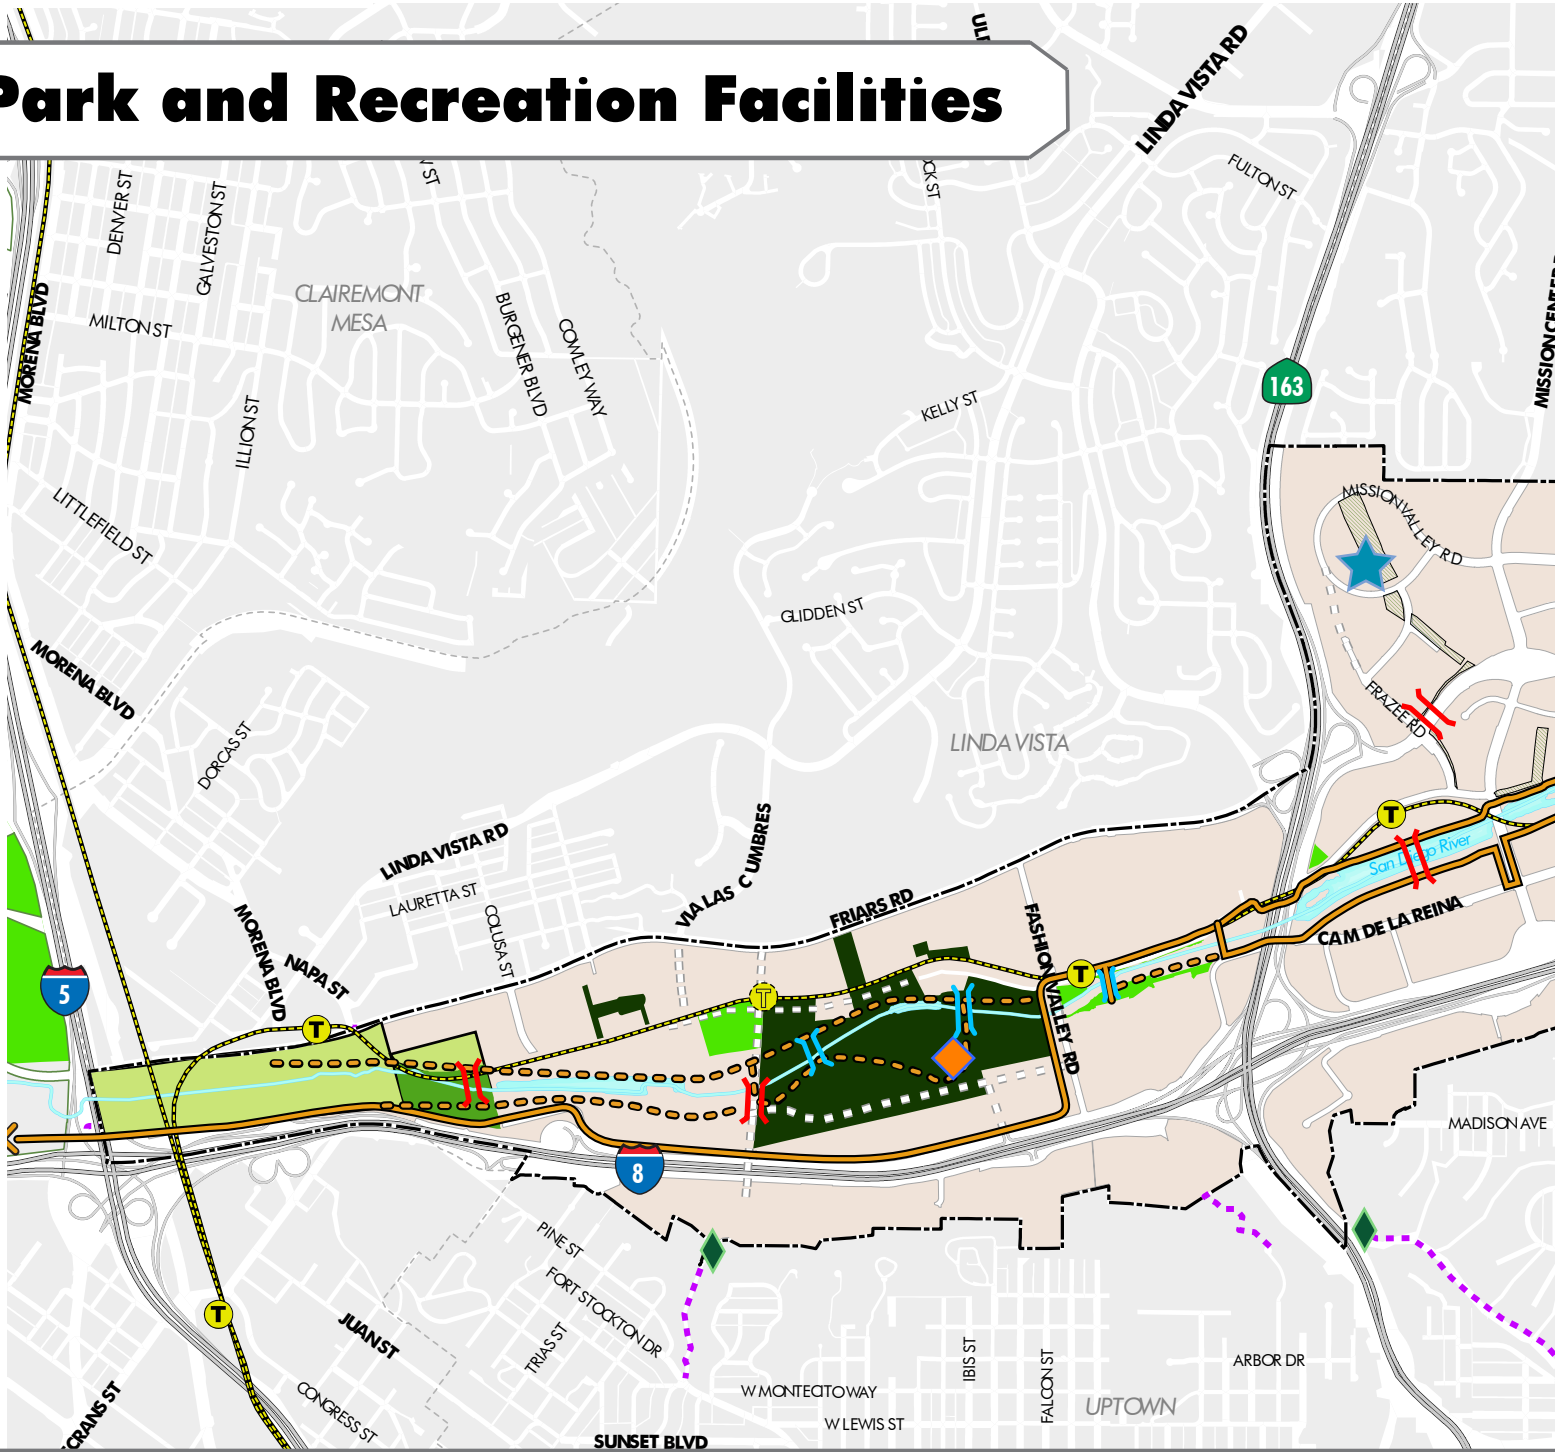 Park and Recreation Facilities
LINDA VISTA RD
FULTON ST
DENVER ST
GALVESTON ST
CLAIREMONT
MESA
MORENA BLVD
MILTON ST
BURGENER BLVD
COWLEY WAY
ILLION ST
KELLY ST
163
LITTLEFIELD ST
MISSION VALLEY RD
GLIDDEN ST
MORENA BLVD
DORCAS ST
LINDA VISTA
FRAZEE RD
LINDA VISTA RD
LAURETTA ST
COLUSA ST
VIA LAS CUMBRES
FRIARS RD
T
San Diego River
CAM DE LA REINA
FASHION VALLEY RD
T
MORENA BLVD
NAPA ST
5
T
T
8
MADISON AVE
PINE ST
FORT STOCKTON DR
TRIAS ST
T
JUAN ST
CONGRESS ST
W MONTECITO WAY
W LEWIS ST
SUNSET BLVD
IBIS ST
FALCON ST
UPTOWN
ARBOR DR